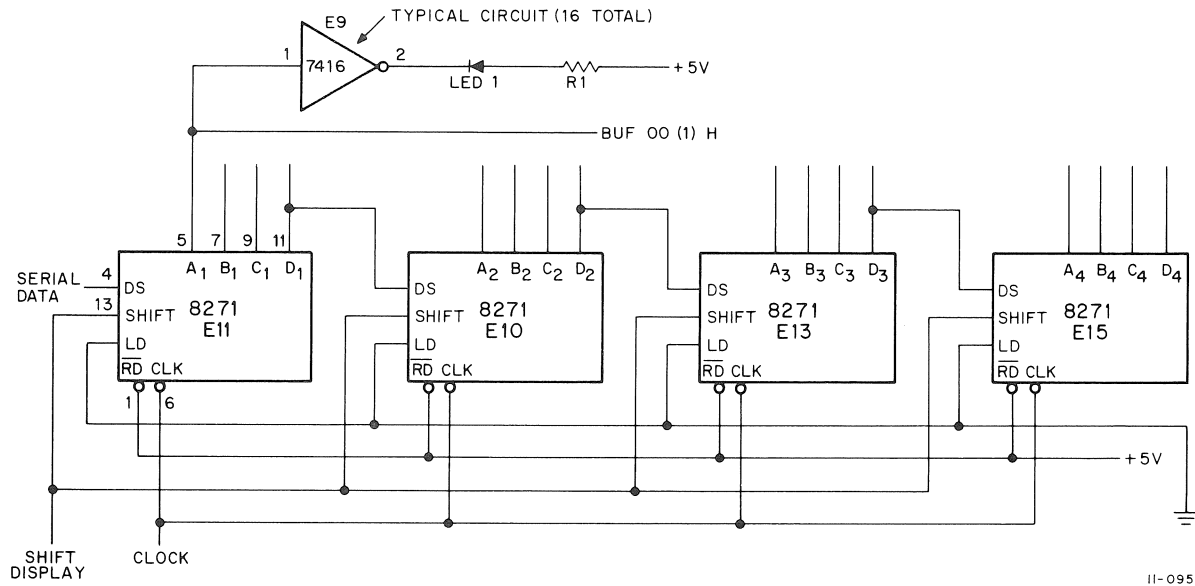 E9
TYPICAL CIRCUIT (16 TOTAL)
1
7416
2
LED 1
R1
+5V
BUF 00 (1) H
5
7
9
11
A1
B1
C1
D1
SERIAL
DATA
4
DS
13
SHIFT
8271
E11
LD
RD
CLK
1
6
A2
B2
C2
D2
DS
SHIFT
8271
E10
LD
RD
CLK
A3
B3
C3
D3
DS
SHIFT
8271
E13
LD
RD
CLK
A4
B4
C4
D4
DS
SHIFT
8271
E15
LD
RD
CLK
+5V
SHIFT
DISPLAY
CLOCK
11-095